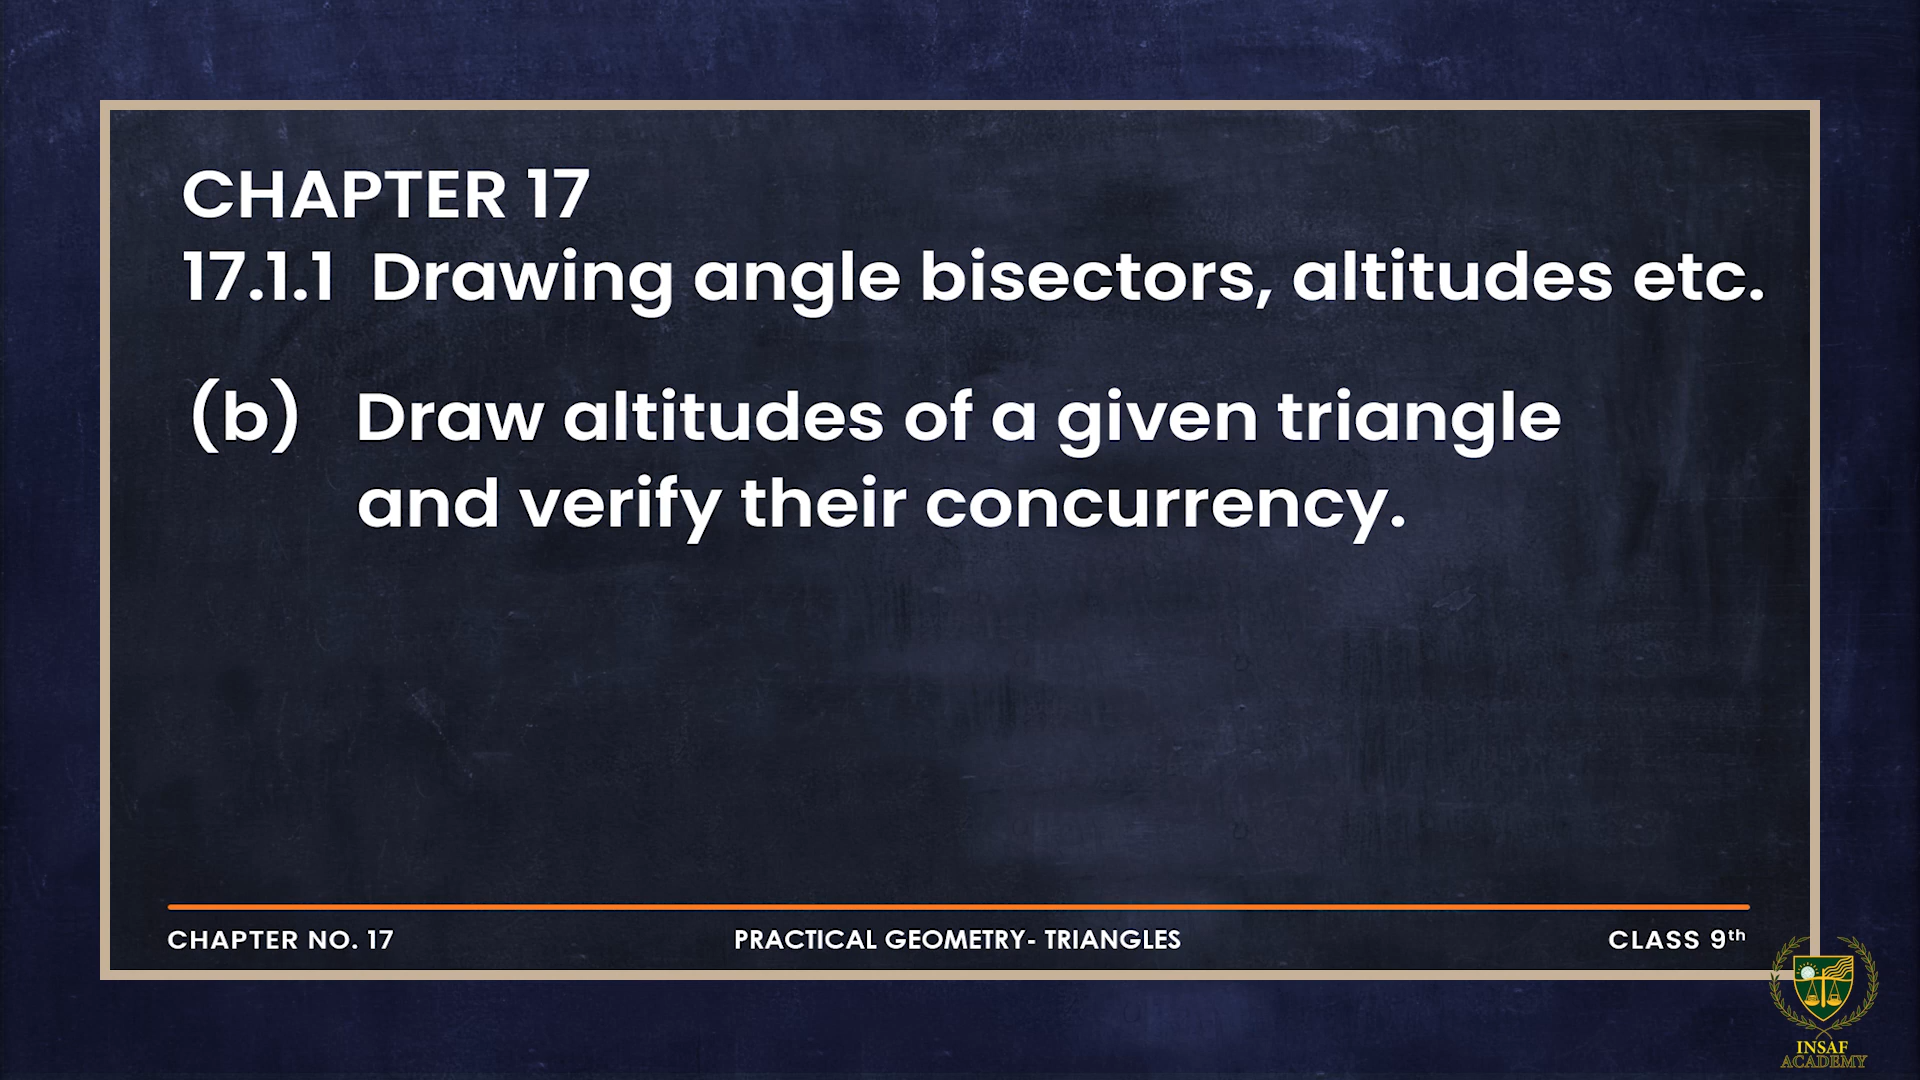 CHAPTER 17
17.1.1 Drawing angle bisectors, altitudes etc.
(b) Draw altitudes of a given triangle
and verify their concurrency.
CHAPTER NO. 17 PRACTICAL GEOMETRY- TRIANGLES CLASS 9th
INSAF
ACADEMY